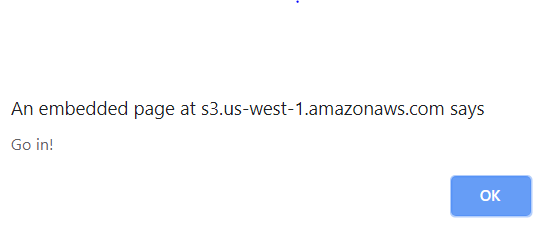 An embedded page at s3.us-west-1.amazonaws.com says
Go in!
OK